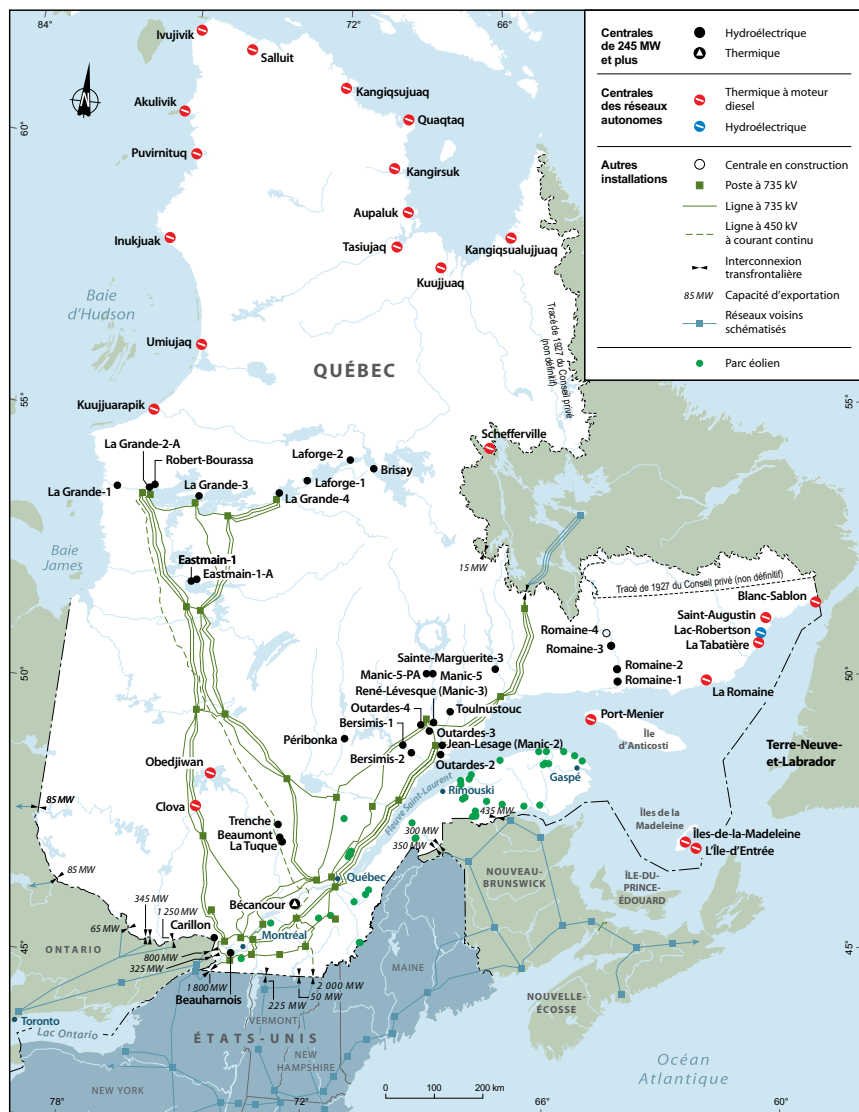 84°
72°
66°
Ivujivik
Salluit
Kangiqsujuaq
Akulivik
Quaqtaq
60°
Puvirnituq
Kangirsuk
Aupaluk
Inukjuak
Tasiujaq
Kangiqsualujjuaq
Kuujjuaq
Baie
d'Hudson
Umiujaq
QUÉBEC
Tracé de 1927 du Conseil privé
(non définitif)
55°
55°
Kuujjuarapik
Centrales
de 245 MW
et plus
Hydroélectrique
Thermique
Centrales
des réseaux
autonomes
Thermique à moteur
diesel
Hydroélectrique
Autres
installations
Centrale en construction
Poste à 735 kV
Ligne à 735 kV
Ligne à 450 kV
à courant continu
Interconnexion
transfrontalière
85 MW
Capacité d'exportation
Réseaux voisins
schématisés
Parc éolien
La Grande-2-A
Robert-Bourassa
La Grande-1
La Grande-3
Laforge-2
Laforge-1
La Grande-4
Brisay
Schefferville
Baie
James
Eastmain-1
Eastmain-1-A
15 MW
Tracé de 1927 du Conseil privé (non définitif)
Blanc-Sablon
Saint-Augustin
Lac-Robertson
La Tabatière
Romaine-4
Romaine-3
Romaine-2
Romaine-1
La Romaine
50°
50°
Sainte-Marguerite-3
Manic-5-PA
Manic-5
René-Lévesque (Manic-3)
Outardes-4
Toulnustouc
Bersimis-1
Outardes-3
Péribonka
Jean-Lesage (Manic-2)
Bersimis-2
Outardes-2
Port-Menier
Île
d'Anticosti
Terre-Neuve-
et-Labrador
Obedjiwan
Clova
Gaspé
Rimouski
Fleuve Saint-Laurent
85 MW
85 MW
Trenche
Beaumont
La Tuque
435 MW
300 MW
350 MW
Îles de la
Madeleine
Îles-de-la-Madeleine
L'Île-d'Entrée
NOUVEAU-
BRUNSWICK
ÎLE-DU-
PRINCE-
ÉDOUARD
Québec
Bécancour
345 MW
1 250 MW
65 MW
Carillon
Montréal
ONTARIO
800 MW
325 MW
1 800 MW
Beauharnois
2 000 MW
50 MW
225 MW
45°
45°
MAINE
NOUVELLE-
ÉCOSSE
Toronto
Lac Ontario
VERMONT
ÉTATS-UNIS
NEW
HAMPSHIRE
NEW YORK
Océan
Atlantique
0 100 200 km
78°
72°
66°
60°